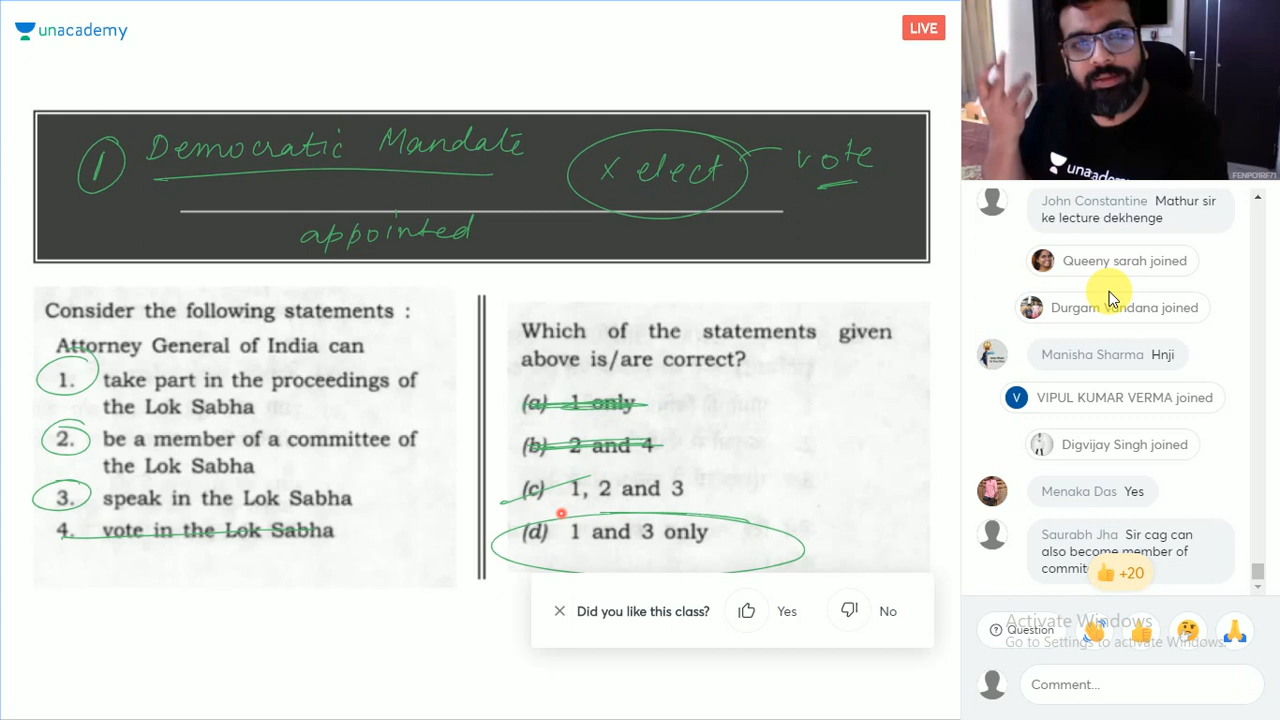 unacademy
LIVE
1 Democratic Mandate
x elect
vote
appointed
Consider the following statements :
Attorney General of India can
1. take part in the proceedings of
the Lok Sabha
2. be a member of a committee of
the Lok Sabha
3. speak in the Lok Sabha
4. vote in the Lok Sabha
Which of the statements given
above is/are correct?
(a) 1 only
(b) 2 and 4
(c) 1, 2 and 3
(d) 1 and 3 only
Did you like this class?
Yes
No
unacademy
FENPO1RF71
John Constantine Mathur sir
ke lecture dekhenge
Queeny sarah joined
Durgam Vandana joined
Manisha Sharma Hnji
V VIPUL KUMAR VERMA joined
Digvijay Singh joined
Menaka Das Yes
Saurabh Jha Sir cag can
also become member of
+20
Activate Windows
Go to Settings to activate Windows.
? Question
Comment...